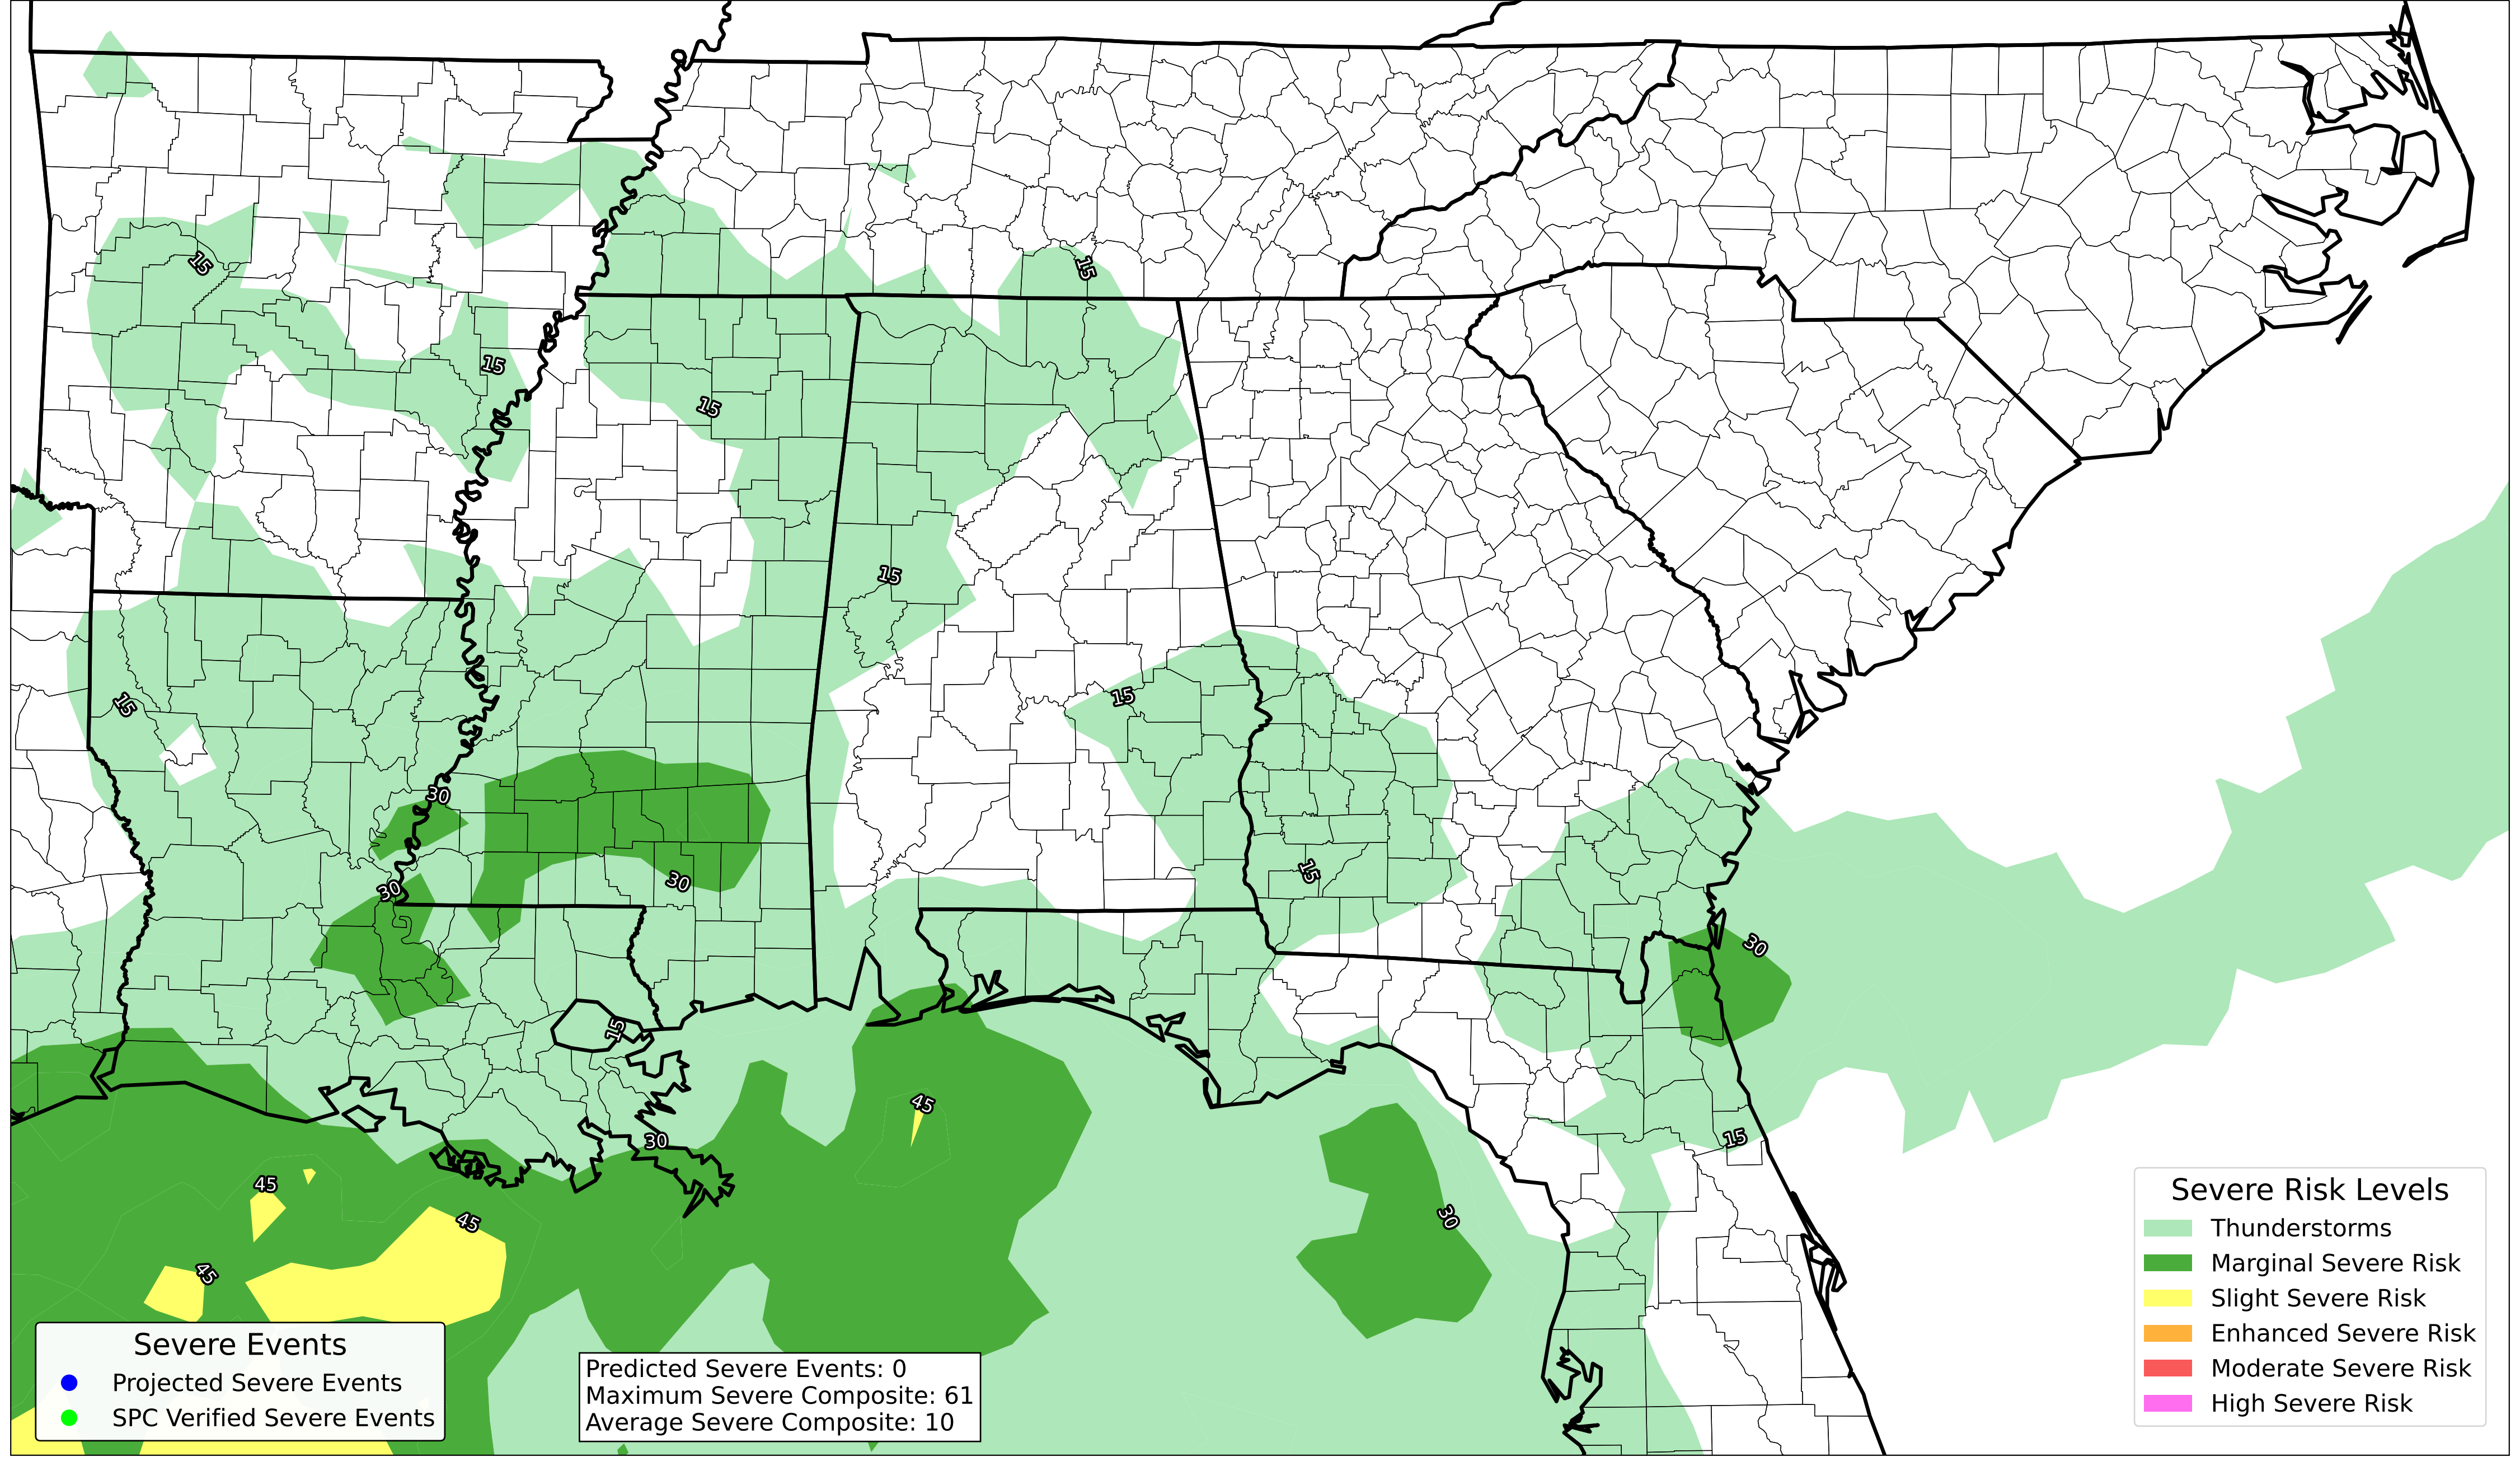 15
15
15
15
15
15
15
15
30
30
30
30
15
45
30
15
45
45
30
45
Severe Risk Levels
Thunderstorms
Marginal Severe Risk
Slight Severe Risk
Enhanced Severe Risk
Moderate Severe Risk
High Severe Risk
Severe Events
Projected Severe Events
SPC Verified Severe Events
Predicted Severe Events: 0
Maximum Severe Composite: 61
Average Severe Composite: 10